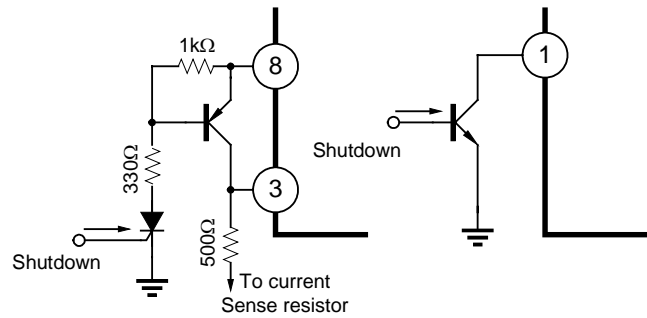 1kΩ
8
1
330Ω
Shutdown
3
Shutdown
500Ω
To current
Sense resistor